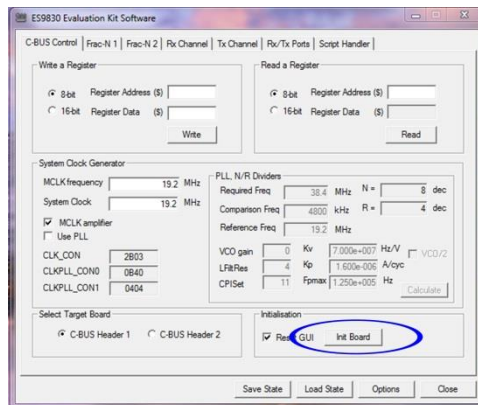 ES9830 Evaluation Kit Software
C-BUS Control Frac-N 1 Frac-N 2 Rx Channel Tx Channel Rx/Tx Ports Script Handler
Write a Register
8-bit Register Address ($)
16-bit Register Data ($)
Write
Read a Register
8-bit Register Address ($)
16-bit Register Data ($)
Read
System Clock Generator
MCLK frequency 19.2 MHz
System Clock 19.2 MHz
MCLK amplifier
Use PLL
CLK_CON 2B03
CLKPLL_CON0 0B40
CLKPLL_CON1 0404
PLL, N/R Dividers
Required Freq 38.4 MHz N = 8 dec
Comparison Freq 4800 kHz R = 4 dec
Reference Freq 19.2 MHz
VCO gain 0 Kv 7.000e+007 Hz/V VCO/2
LFiltRes 4 Kp 1.600e-006 A/cyc
CPISet 11 Fpmax 1.250e+005 Hz
Calculate
Select Target Board
C-BUS Header 1 C-BUS Header 2
Initialisation
GUI Init Board
Save State Load State Options Close